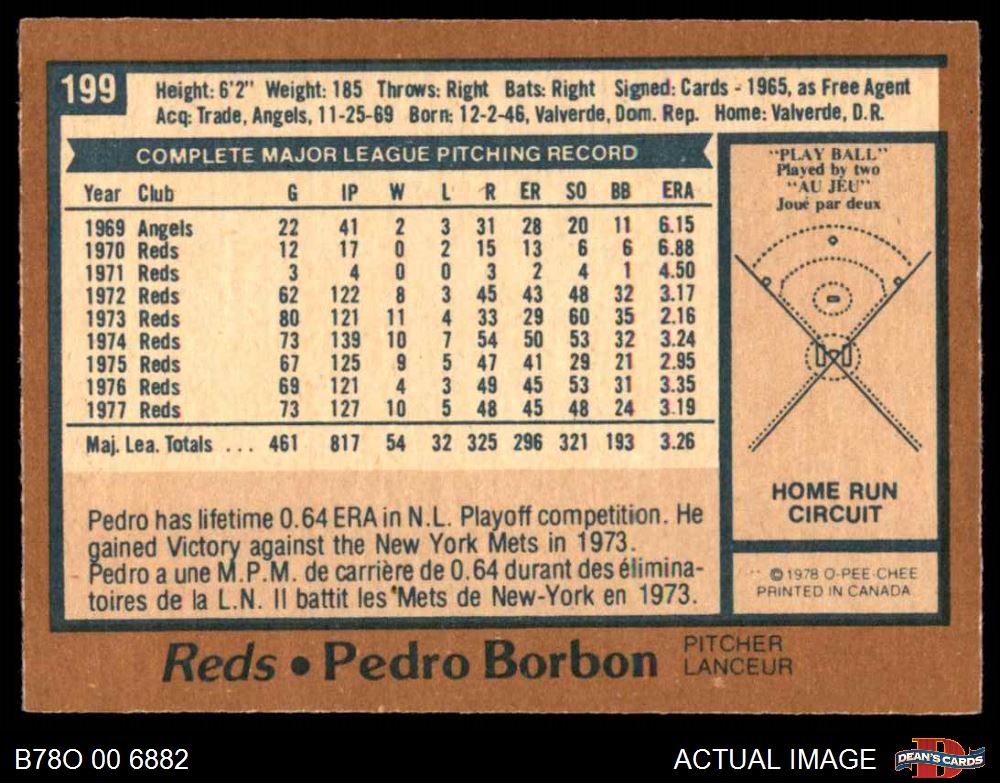 199
Height: 6'2" Weight: 185 Throws: Right Bats: Right Signed: Cards - 1965, as Free Agent
Acq: Trade, Angels, 11-25-69 Born: 12-2-46, Valverde, Dom. Rep. Home: Valverde, D.R.
COMPLETE MAJOR LEAGUE PITCHING RECORD
Year Club G IP W L R ER SO BB ERA
1969 Angels 22 41 2 3 31 28 20 11 6.15
1970 Reds 12 17 0 2 15 13 6 6 6.88
1971 Reds 3 4 0 0 3 2 4 1 4.50
1972 Reds 62 122 8 3 45 43 48 32 3.17
1973 Reds 80 121 11 4 33 29 60 35 2.16
1974 Reds 73 139 10 7 54 50 53 32 3.24
1975 Reds 67 125 9 5 47 41 29 21 2.95
1976 Reds 69 121 4 3 49 45 53 31 3.35
1977 Reds 73 127 10 5 48 45 48 24 3.19
Maj. Lea. Totals ... 461 817 54 32 325 296 321 193 3.26
Pedro has lifetime 0.64 ERA in N.L. Playoff competition. He
gained Victory against the New York Mets in 1973.
Pedro a une M.P.M. de carrière de 0.64 durant des élimina-
toires de la L.N. Il battit les Mets de New-York en 1973.
"PLAY BALL"
Played by two
"AU JEU"
Joué par deux
HOME RUN
CIRCUIT
© 1978 O-PEE-CHEE
PRINTED IN CANADA
Reds • Pedro Borbon
PITCHER
LANCEUR
B78O 00 6882
ACTUAL IMAGE
D
DEAN'S CARDS